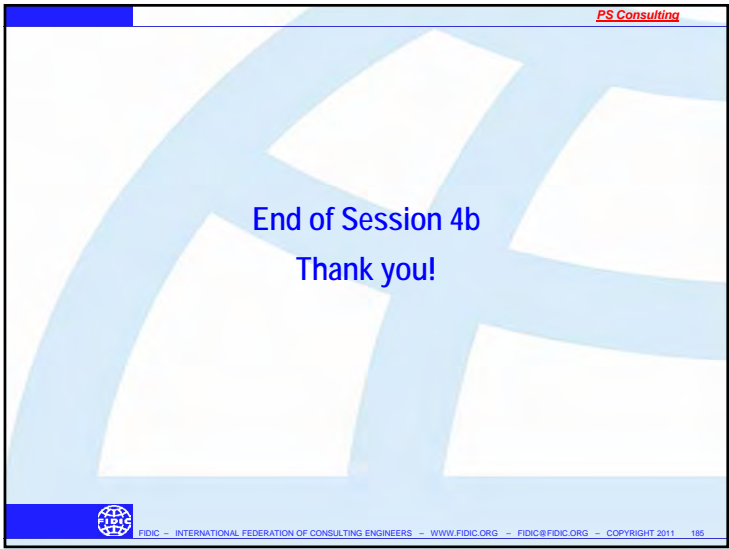 PS Consulting
End of Session 4b
Thank you!
FIDIC
FIDIC – INTERNATIONAL FEDERATION OF CONSULTING ENGINEERS – WWW.FIDIC.ORG – FIDIC@FIDIC.ORG – COPYRIGHT 2011 185